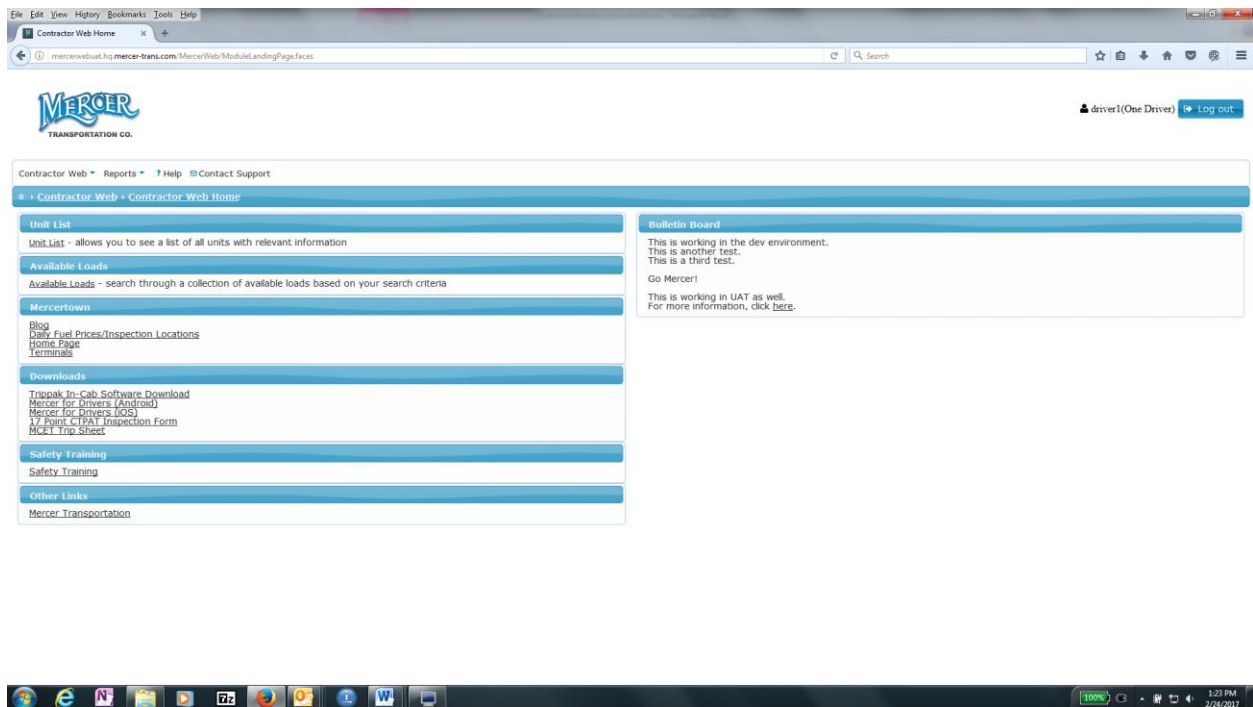 File Edit View History Bookmarks Tools Help
Contractor Web Home
mercerwebuat.hq.mercer-trans.com/MercerWeb/ModuleLandingPage.faces
Search
MERCER
TRANSPORTATION CO.
driver1(One Driver) Log out
Contractor Web Reports ? Help Contact Support
Contractor Web Contractor Web Home
Unit List
Unit List - allows you to see a list of all units with relevant information
Available Loads
Available Loads - search through a collection of available loads based on your search criteria
Mercertown
Blog
Daily Fuel Prices/Inspection Locations
Home Page
Terminals
Downloads
Trippak In-Cab Software Download
Mercer for Drivers (Android)
Mercer for Drivers (iOS)
17 Point CTPAT Inspection Form
MCET Trip Sheet
Safety Training
Safety Training
Other Links
Mercer Transportation
Bulletin Board
This is working in the dev environment.
This is another test.
This is a third test.
Go Mercer!
This is working in UAT as well.
For more information, click here.
100%
1:23 PM
2/24/2017